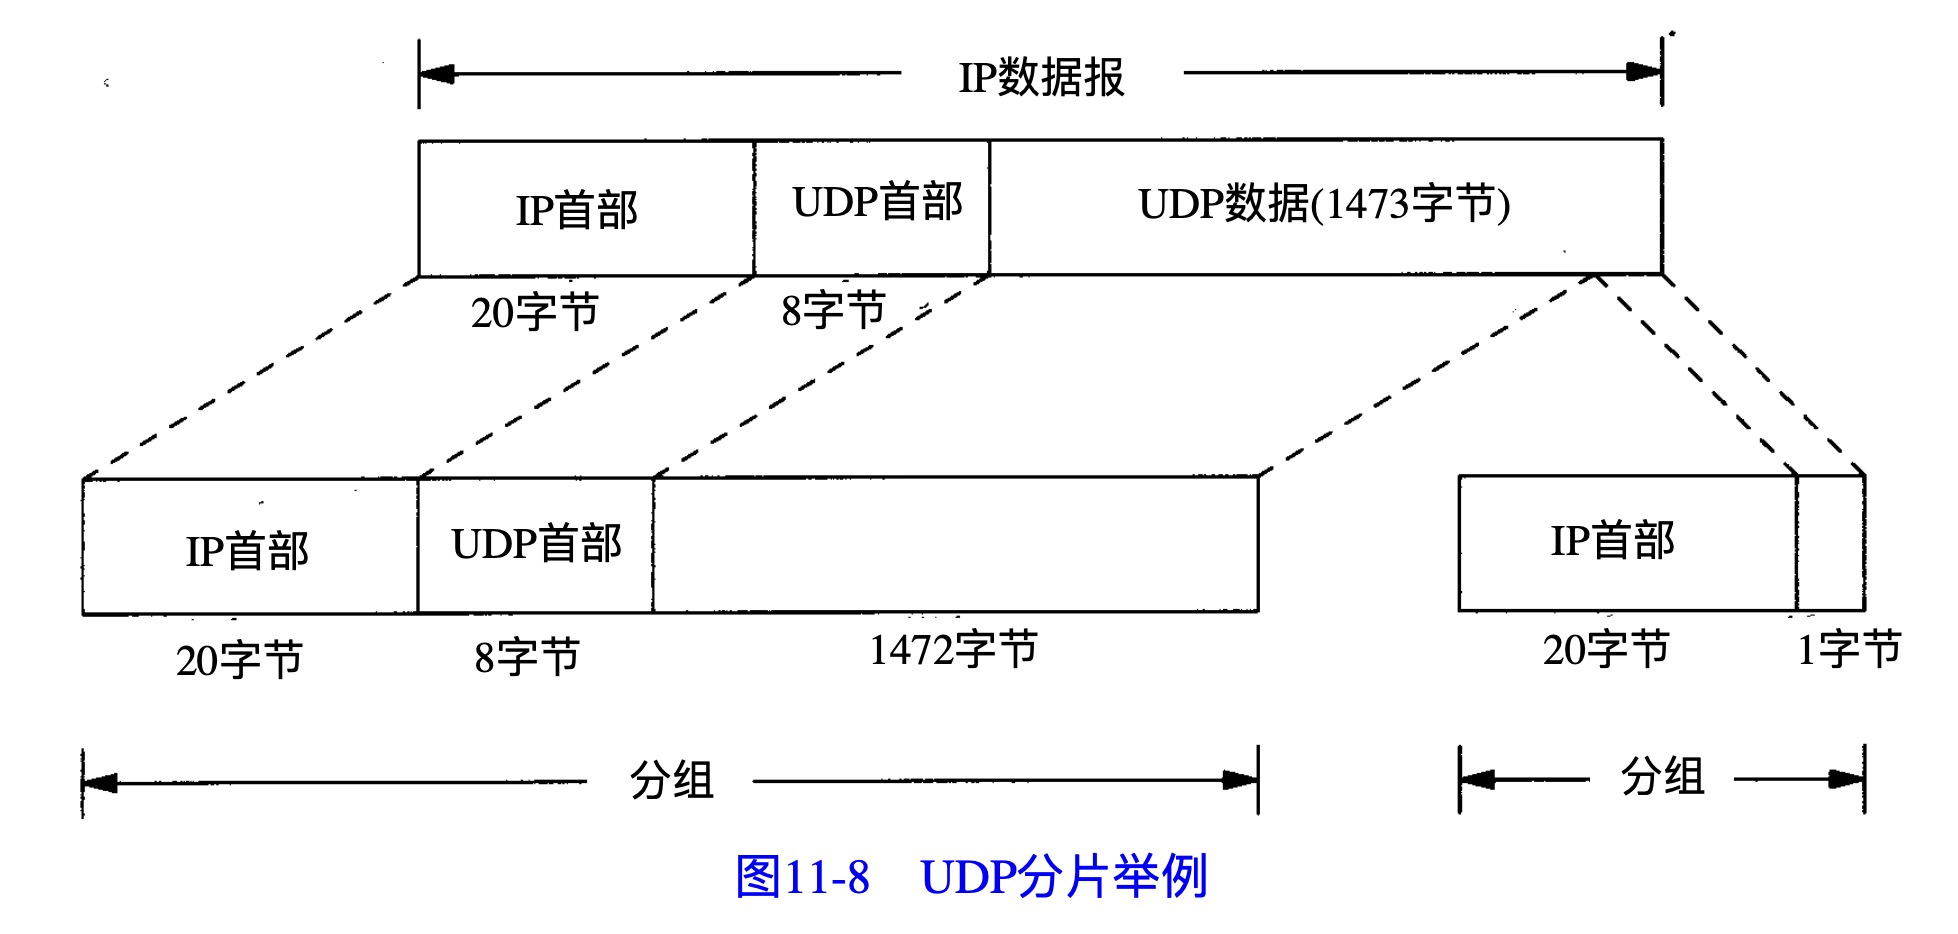 IP数据报
IP首部 UDP首部 UDP数据(1473字节)
20字节 8字节
IP首部 UDP首部 IP首部
20字节 8字节 1472字节 20字节 1字节
分组 分组
图11-8 UDP分片举例